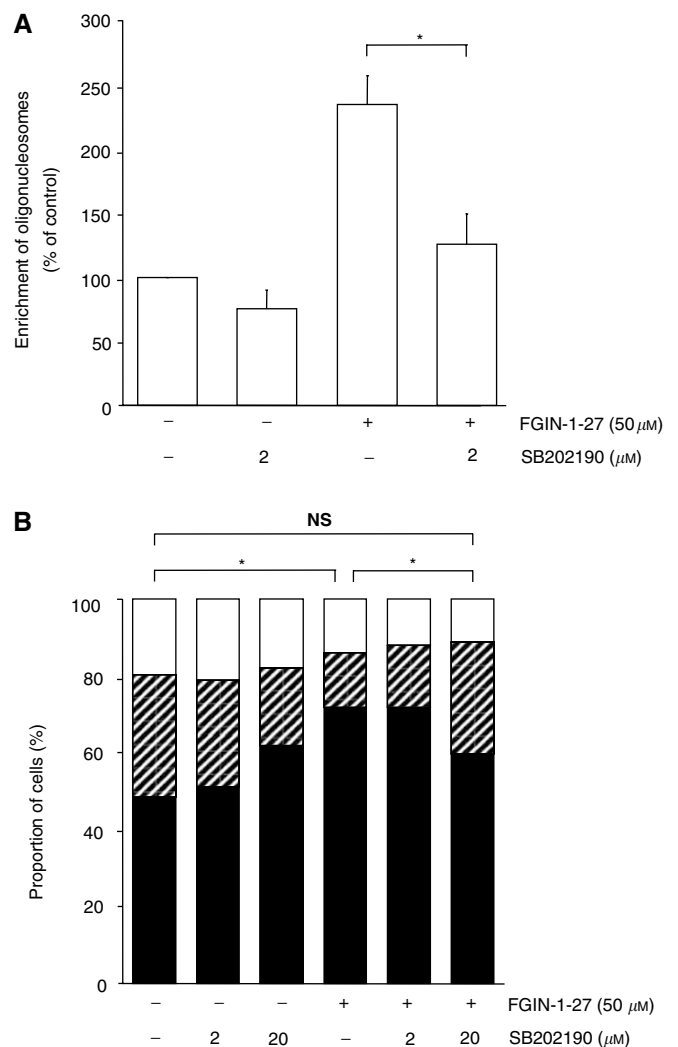 A
300
250
200
150
100
50
0
Enrichment of oligonucleosomes
(% of control)
*
– – + + FGIN-1-27 (50 μM)
– 2 – 2 SB202190 (μM)
B
NS
* *
100
80
60
40
20
0
Proportion of cells (%)
– – – + + + FGIN-1-27 (50 μM)
– 2 20 – 2 20 SB202190 (μM)